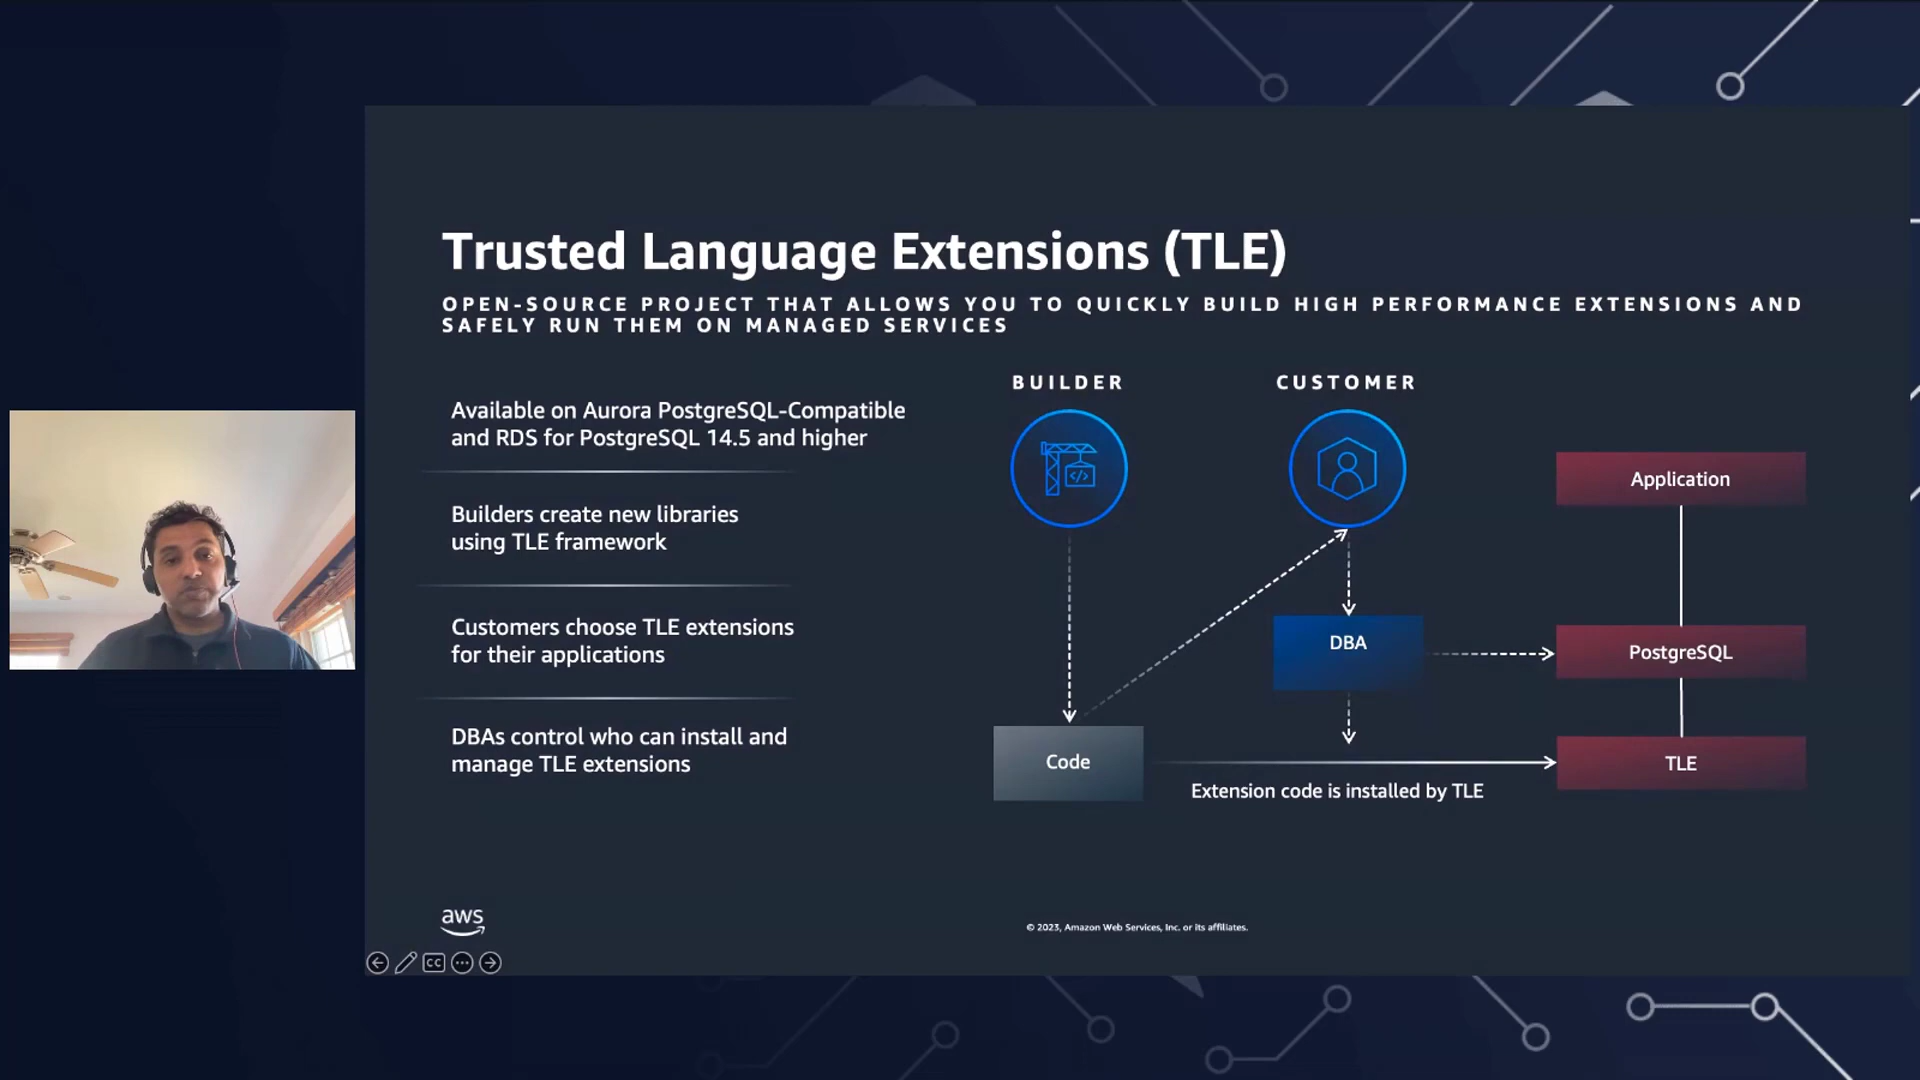 Trusted Language Extensions (TLE)
OPEN-SOURCE PROJECT THAT ALLOWS YOU TO QUICKLY BUILD HIGH PERFORMANCE EXTENSIONS AND
SAFELY RUN THEM ON MANAGED SERVICES
Available on Aurora PostgreSQL-Compatible
and RDS for PostgreSQL 14.5 and higher
Builders create new libraries
using TLE framework
Customers choose TLE extensions
for their applications
DBAs control who can install and
manage TLE extensions
BUILDER
CUSTOMER
</>
Application
DBA
PostgreSQL
Code
TLE
Extension code is installed by TLE
aws
© 2023, Amazon Web Services, Inc. or its affiliates.
CC